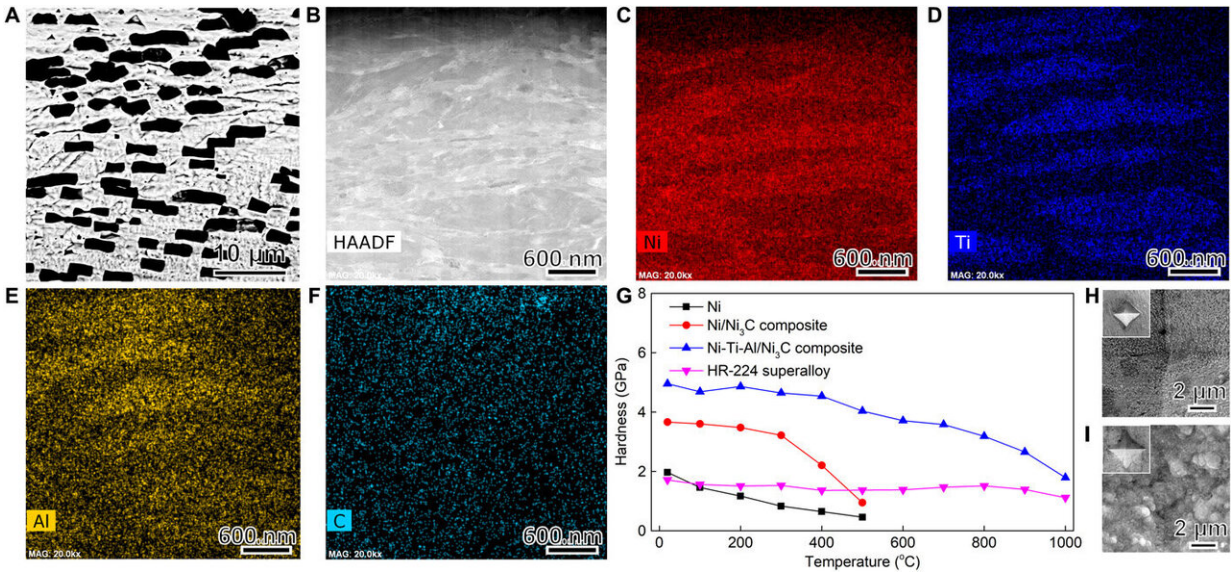 A
10 µm
B
HAADF
600 nm
MAG: 20.0kx
C
Ni
600 nm
MAG: 20.0kx
D
Ti
600 nm
MAG: 20.0kx
E
Al
600 nm
MAG: 20.0kx
F
C
600 nm
MAG: 20.0kx
G
Ni
Ni/Ni₃C composite
Ni-Ti-Al/Ni₃C composite
HR-224 superalloy
Hardness (GPa)
8
6
4
2
0
0 200 400 600 800 1000
Temperature (°C)
H
2 µm
I
2 µm